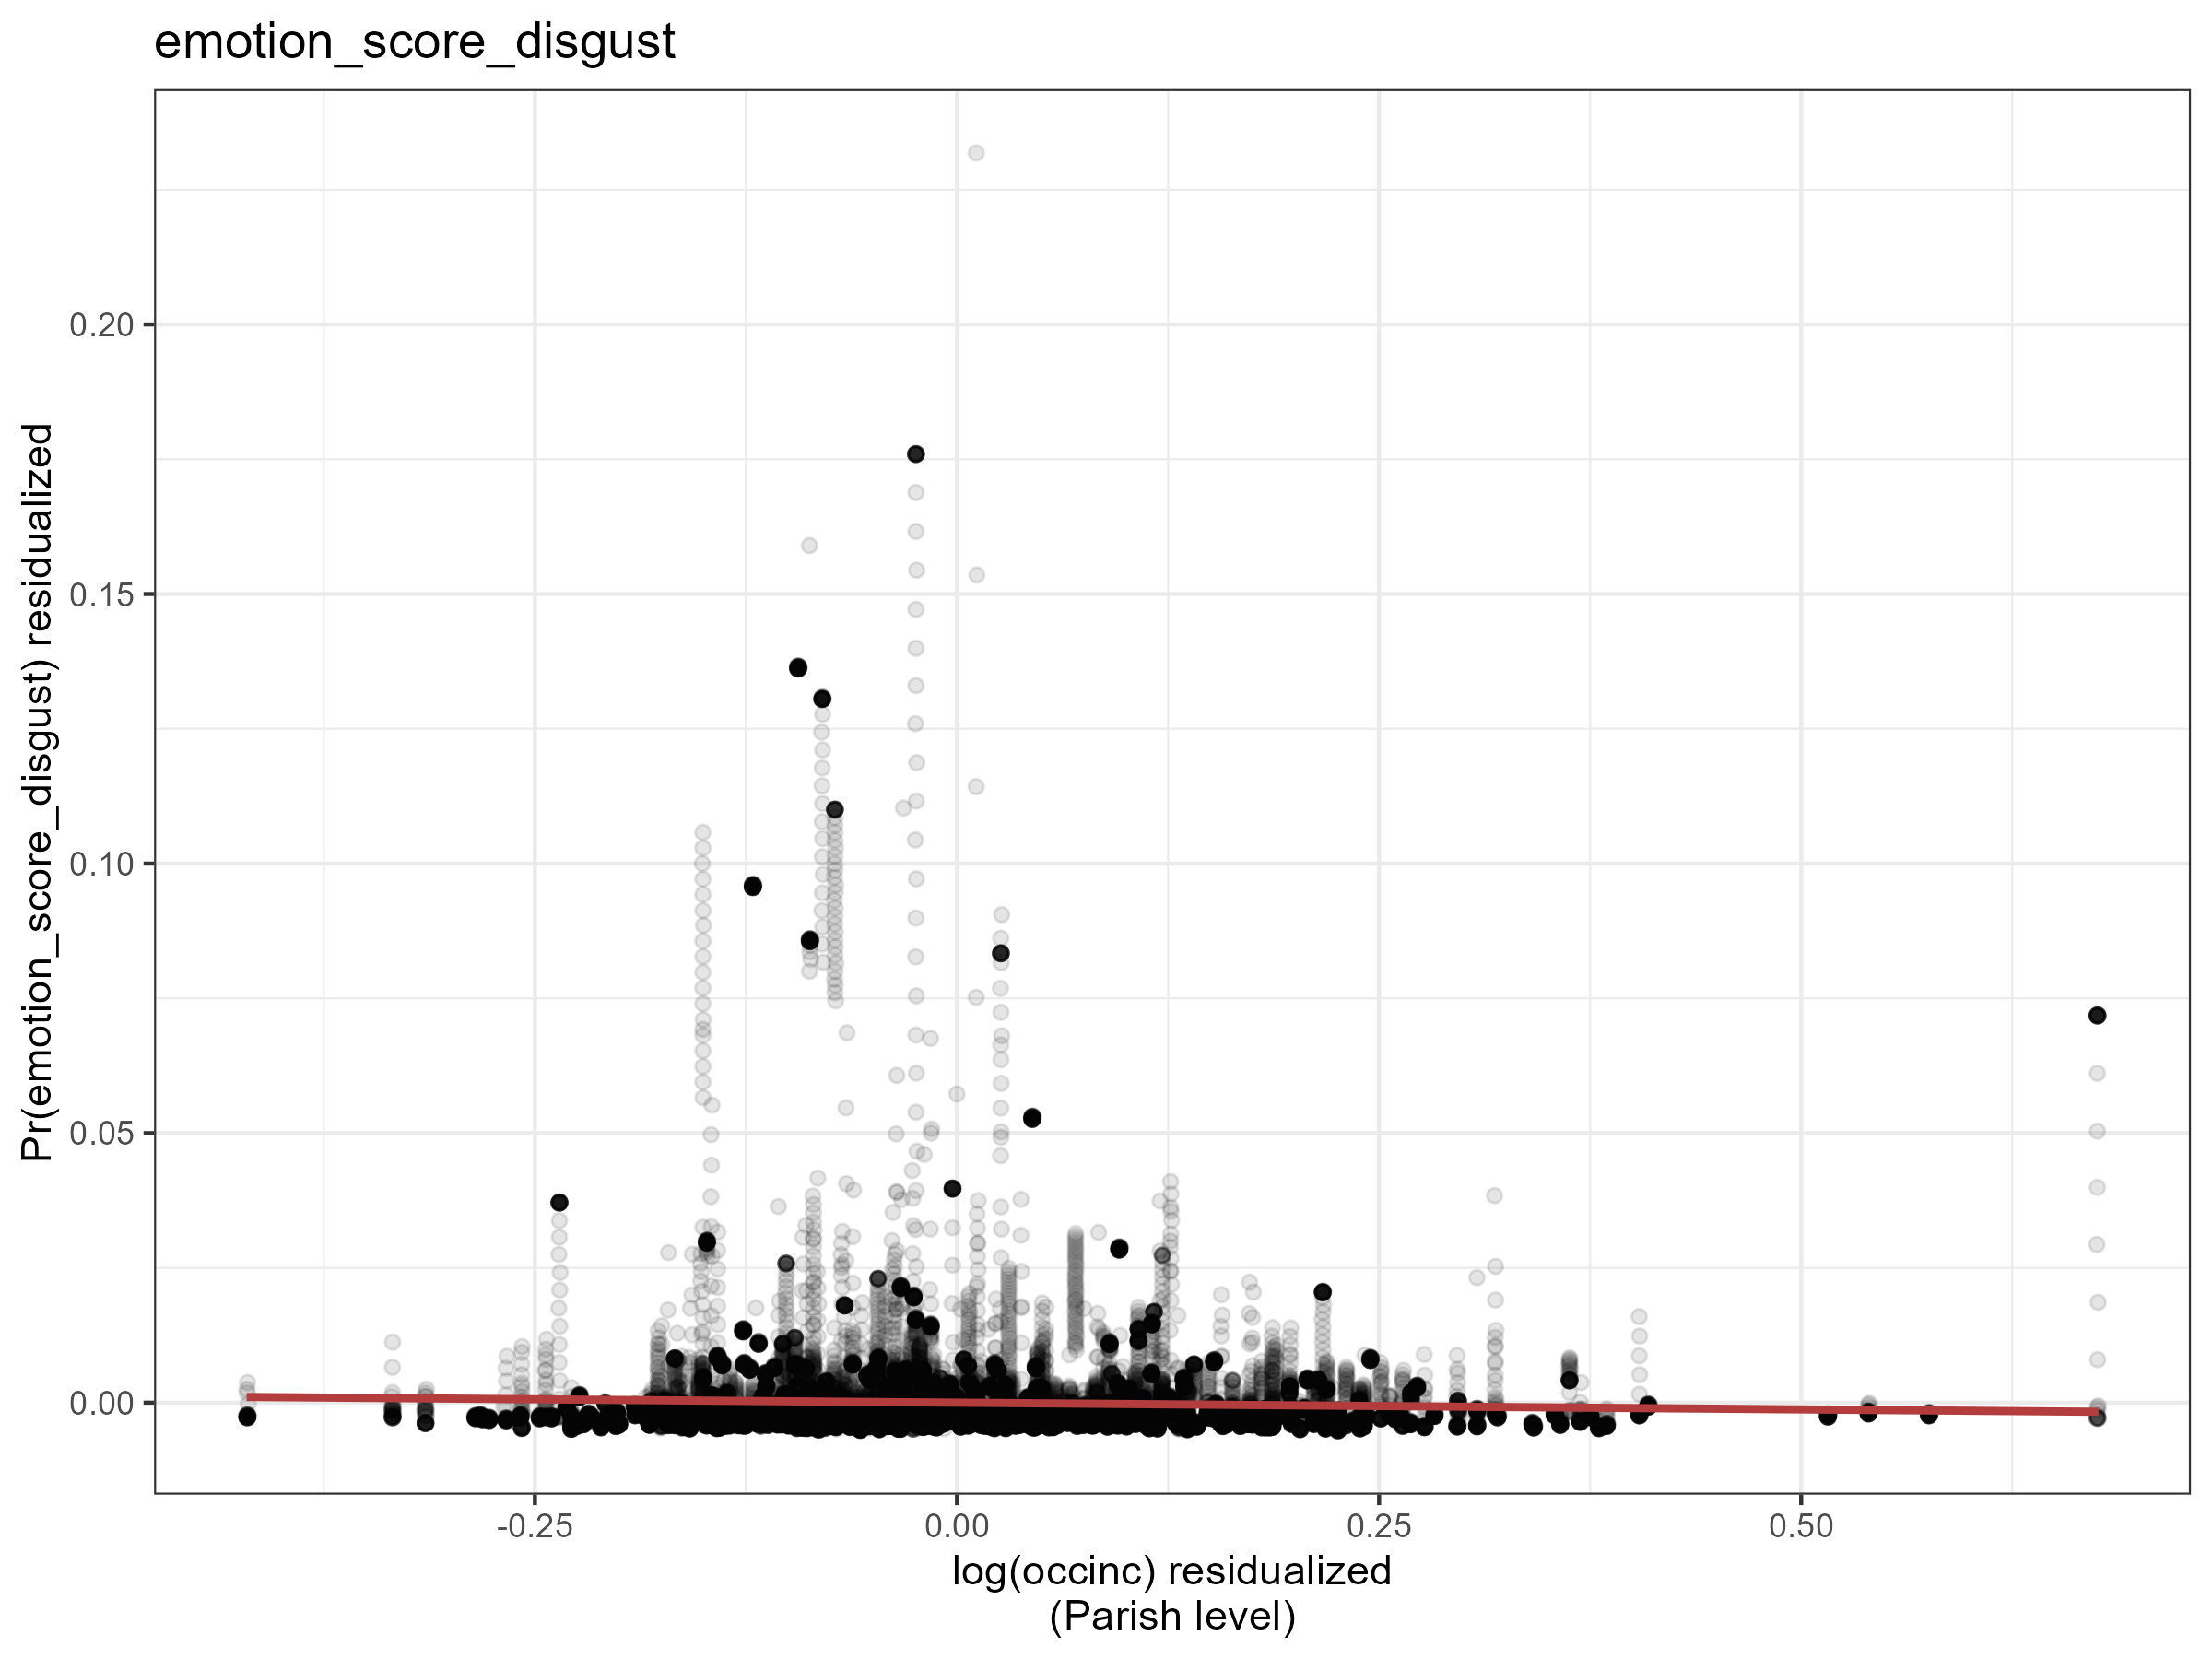 emotion_score_disgust
Pr(emotion_score_disgust) residualized
0.20
0.15
0.10
0.05
0.00
-0.25
0.00
0.25
0.50
log(occinc) residualized
(Parish level)